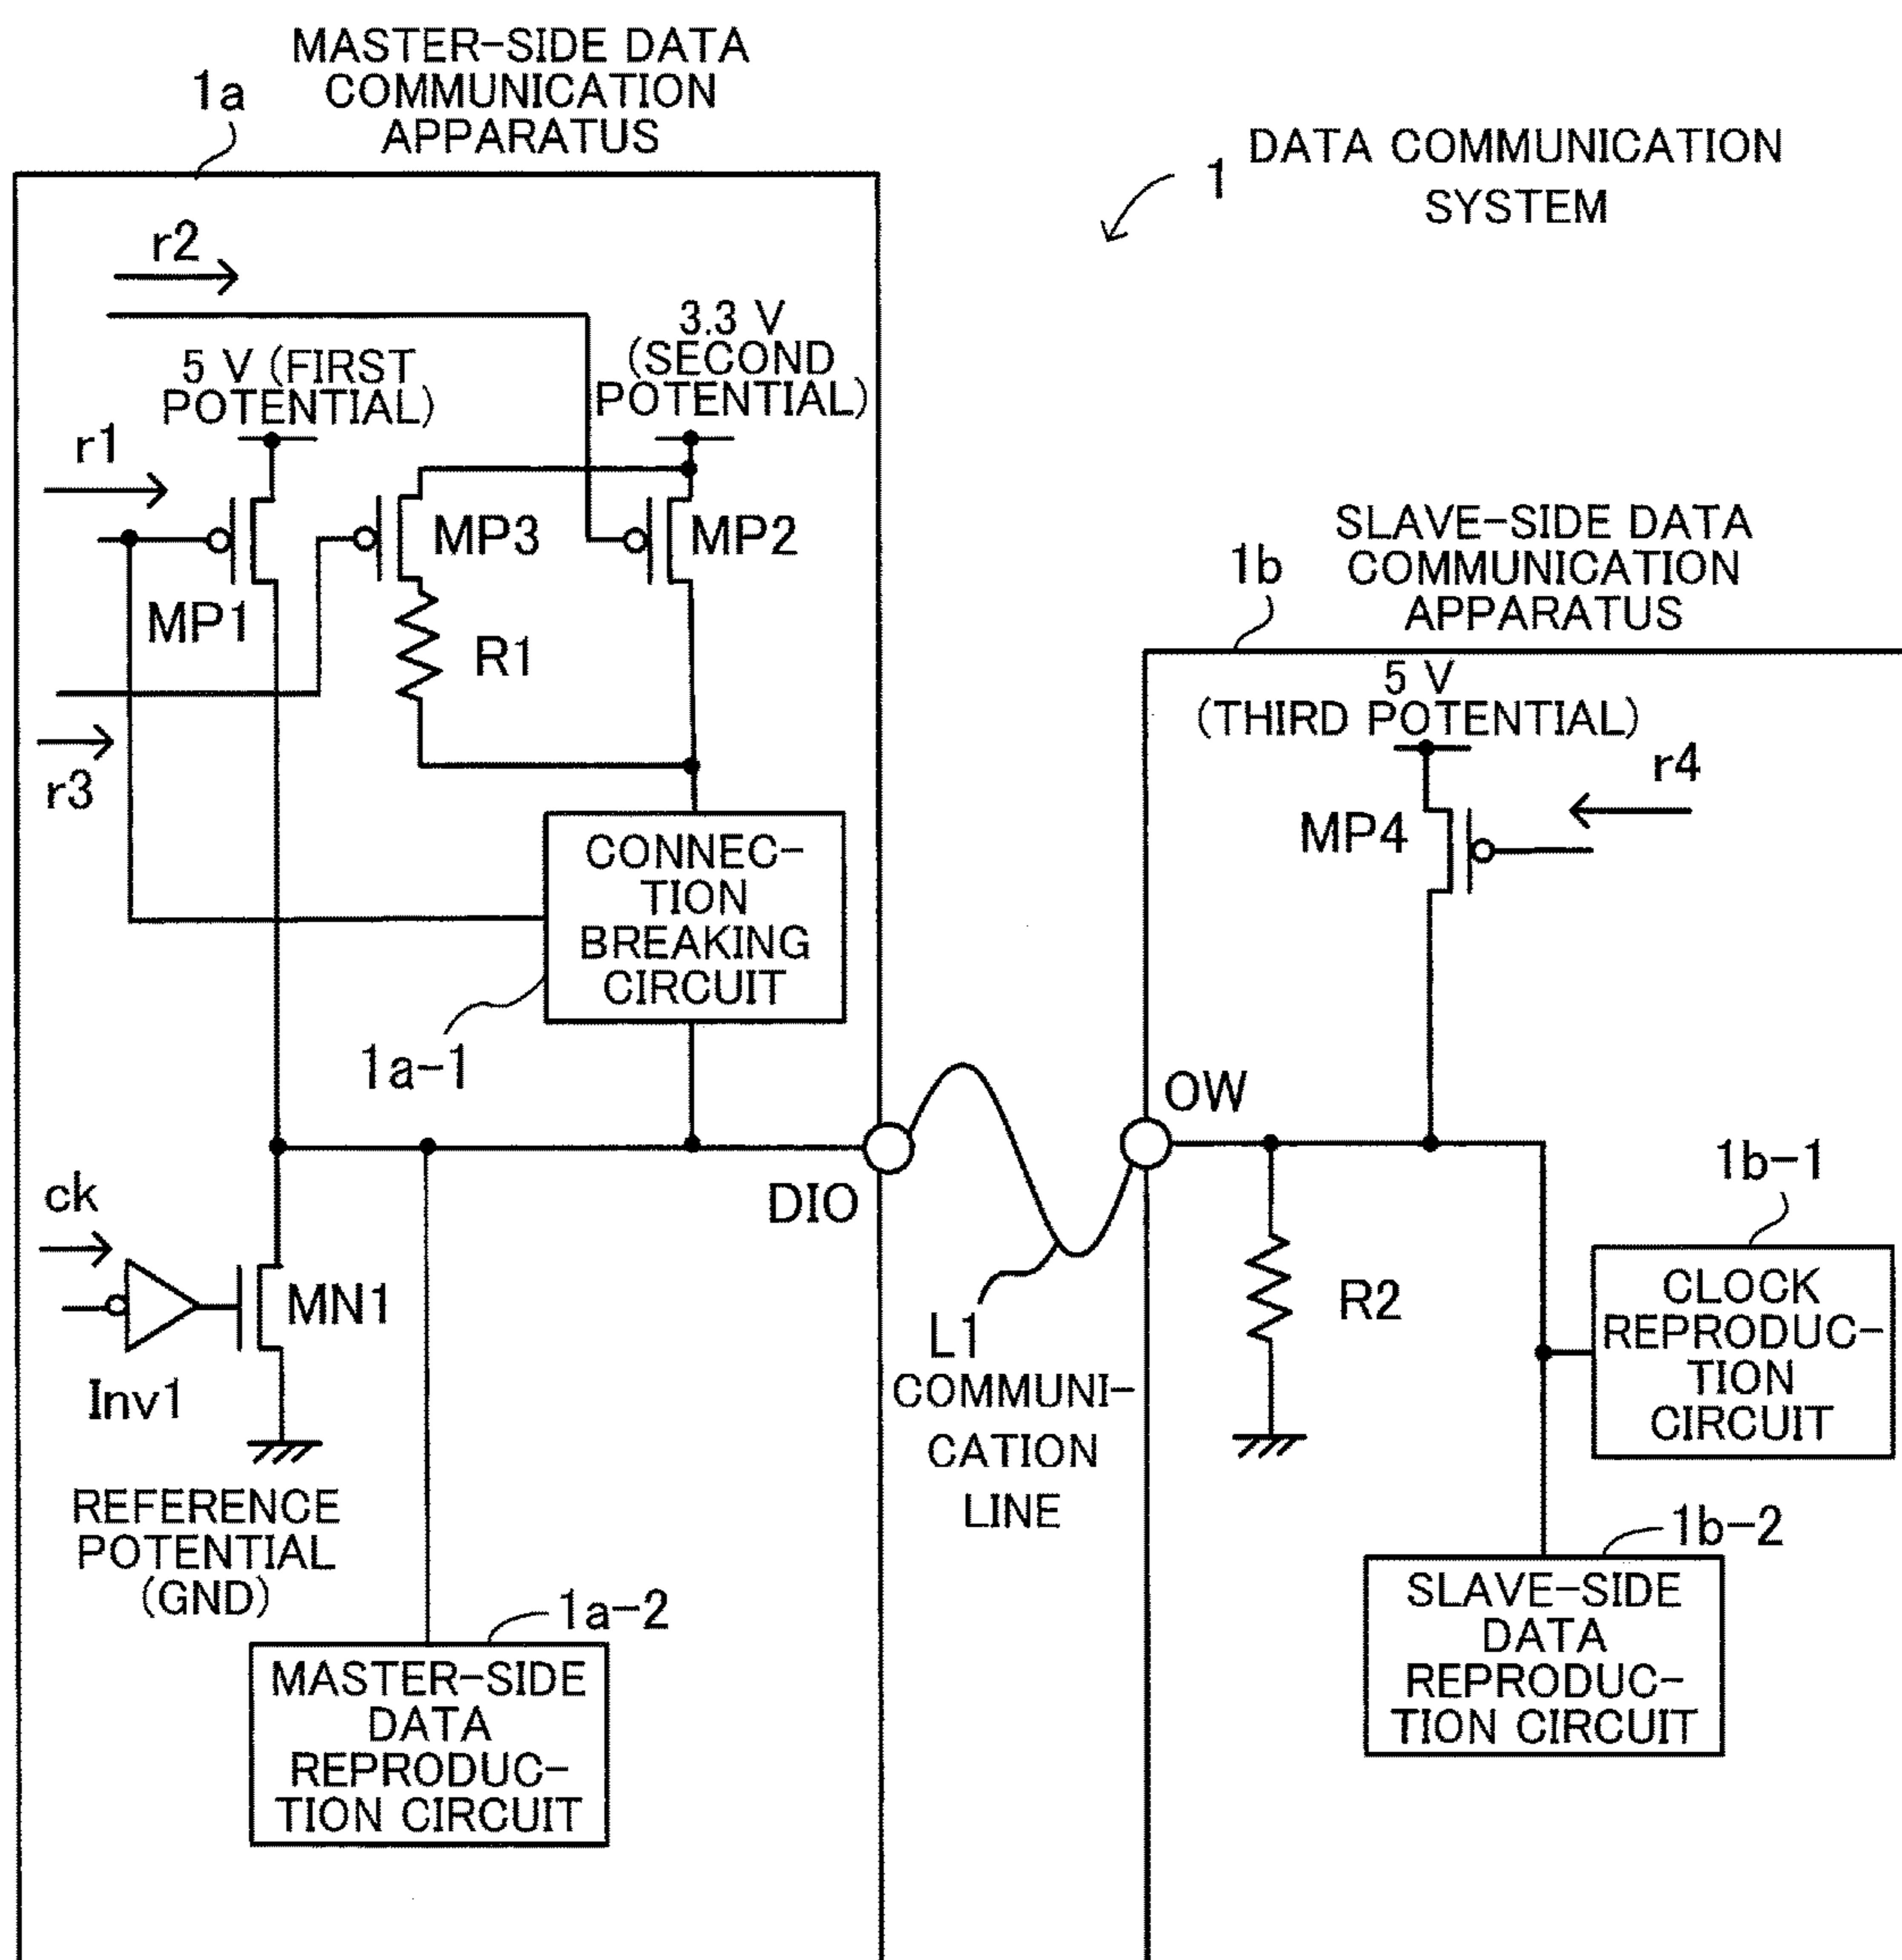 MASTER-SIDE DATA
COMMUNICATION
APPARATUS
1a
DATA COMMUNICATION
SYSTEM
1
r2
3.3 V
(SECOND
POTENTIAL)
5 V (FIRST
POTENTIAL)
r1
MP3
MP2
MP1
R1
r3
CONNEC-
TION
BREAKING
CIRCUIT
1a-1
SLAVE-SIDE DATA
COMMUNICATION
APPARATUS
1b
5 V
(THIRD POTENTIAL)
r4
MP4
OW
DIO
ck
MN1
Inv1
REFERENCE
POTENTIAL
(GND)
1a-2
MASTER-SIDE
DATA
REPRODUC-
TION CIRCUIT
L1
COMMUNI-
CATION
LINE
R2
1b-1
CLOCK
REPRODUC-
TION
CIRCUIT
1b-2
SLAVE-SIDE
DATA
REPRODUC-
TION CIRCUIT